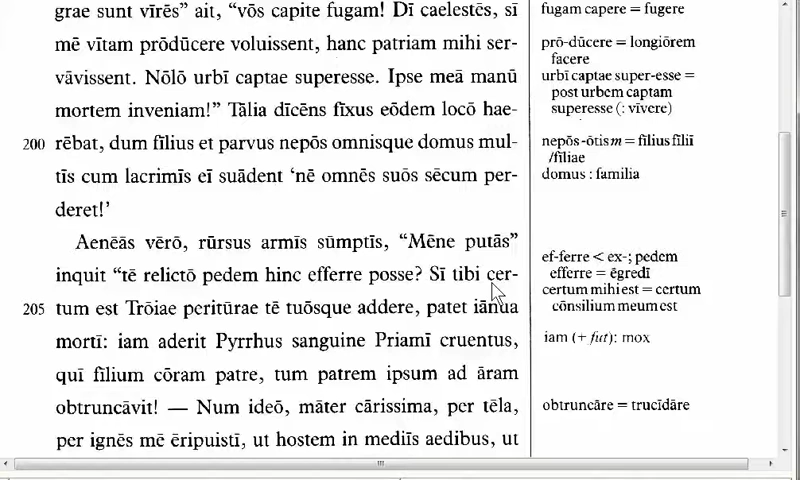 grae sunt vīrēs” ait, “vōs capite fugam! Dī caelestēs, sī
mē vītam prōdūcere voluissent, hanc patriam mihi ser-
vāvissent. Nōlō urbī captae superesse. Ipse meā manū
mortem inveniam!” Tālia dīcēns fīxus eōdem locō hae-
200 rēbat, dum fīlius et parvus nepōs omnisque domus mul-
tīs cum lacrimīs eī suādent ‘nē omnēs suōs sēcum per-
deret!’
Aenēās vērō, rūrsus armīs sūmptīs, “Mēne putās”
inquit “tē relictō pedem hinc efferre posse? Sī tibi cer-
205 tum est Trōiae peritūrae tē tuōsque addere, patet iānua
mortī: iam aderit Pyrrhus sanguine Priamī cruentus,
quī fīlium cōram patre, tum patrem ipsum ad āram
obtruncāvit! — Num ideō, māter cārissima, per tēla,
per ignēs mē ēripuistī, ut hostem in mediīs aedibus, ut
fugam capere = fugere
prō-dūcere = longiōrem
facere
urbī captae super-esse =
post urbem captam
superesse (: vīvere)
nepōs -ōtis m = fīlius fīliī
/fīliae
domus : familia
ef-ferre < ex-; pedem
efferre = ēgredī
certum mihi est = certum
cōnsilium meum est
iam (+ fut): mox
obtruncāre = trucīdāre